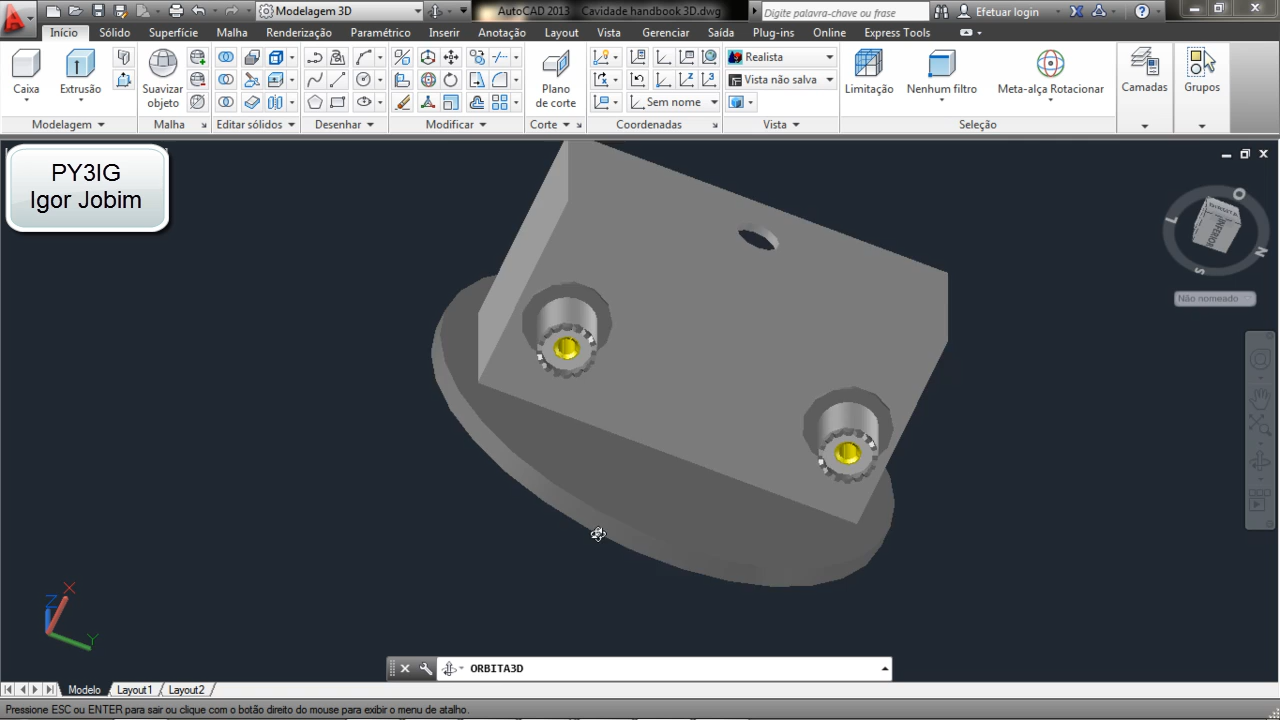 Modelagem 3D
AutoCAD 2013
Cavidade handbook 3D.dwg
Digite palavra-chave ou frase
Efetuar login
Início
Sólido
Superfície
Malha
Renderização
Paramétrico
Inserir
Anotação
Layout
Vista
Gerenciar
Saída
Plug-ins
Online
Express Tools
Caixa
Extrusão
Suavizar
objeto
Plano
de corte
Realista
Vista não salva
Sem nome
Limitação
Nenhum filtro
Meta-alça Rotacionar
Camadas
Grupos
Modelagem
Malha
Editar sólidos
Desenhar
Modificar
Corte
Coordenadas
Vista
Seleção
PY3IG
Igor Jobim
O
L
DIREITA
INFERIOR
N
S
Não nomeado
X
Z
Y
ORBITA3D
Modelo
Layout1
Layout2
Pressione ESC ou ENTER para sair ou clique com o botão direito do mouse para exibir o menu de atalho.